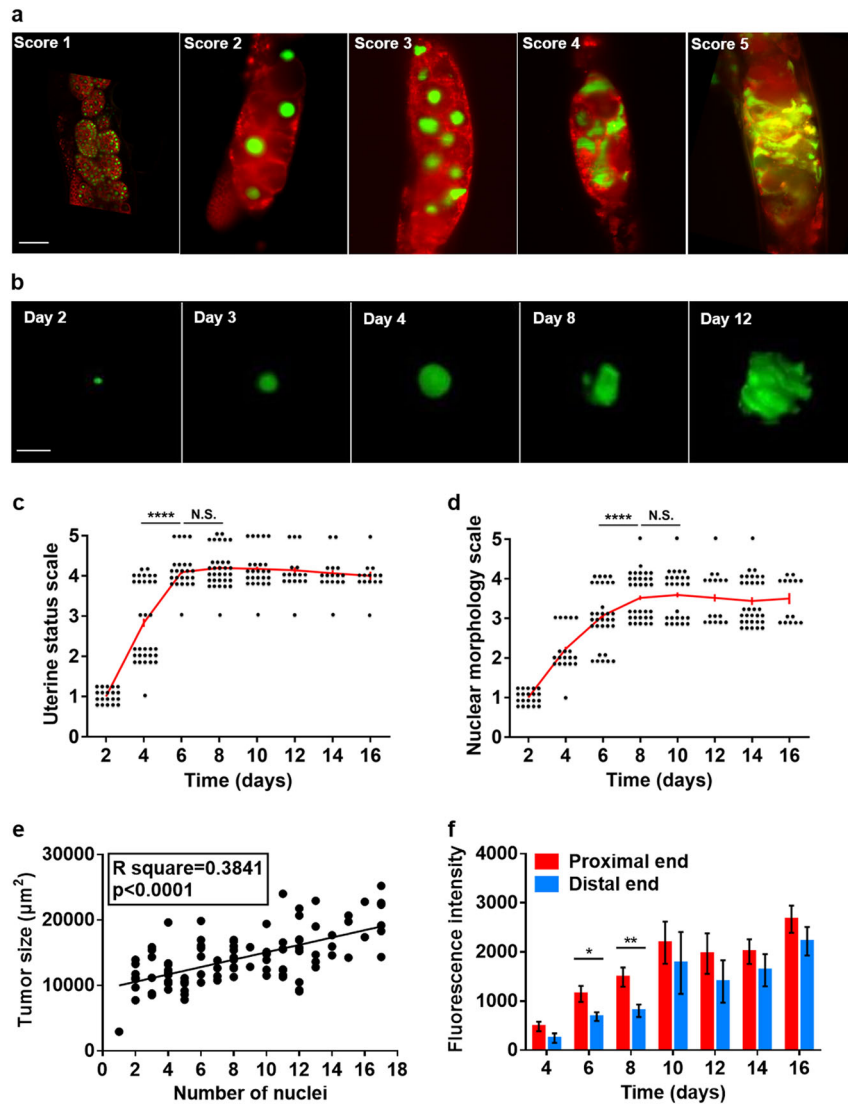 a
Score 1 Score 2 Score 3 Score 4 Score 5
b
Day 2 Day 3 Day 4 Day 8 Day 12
c
**** N.S.
Uterine status scale
5
4
3
2
1
0
2 4 6 8 10 12 14 16
Time (days)
d
**** N.S.
Nuclear morphology scale
5
4
3
2
1
0
2 4 6 8 10 12 14 16
Time (days)
e
R square=0.3841
p<0.0001
Tumor size (µm²)
30000
20000
10000
0
0 2 4 6 8 10 12 14 16 18
Number of nuclei
f
Proximal end
Distal end
Fluorescence intensity
4000
3000
2000
1000
0
* **
4 6 8 10 12 14 16
Time (days)